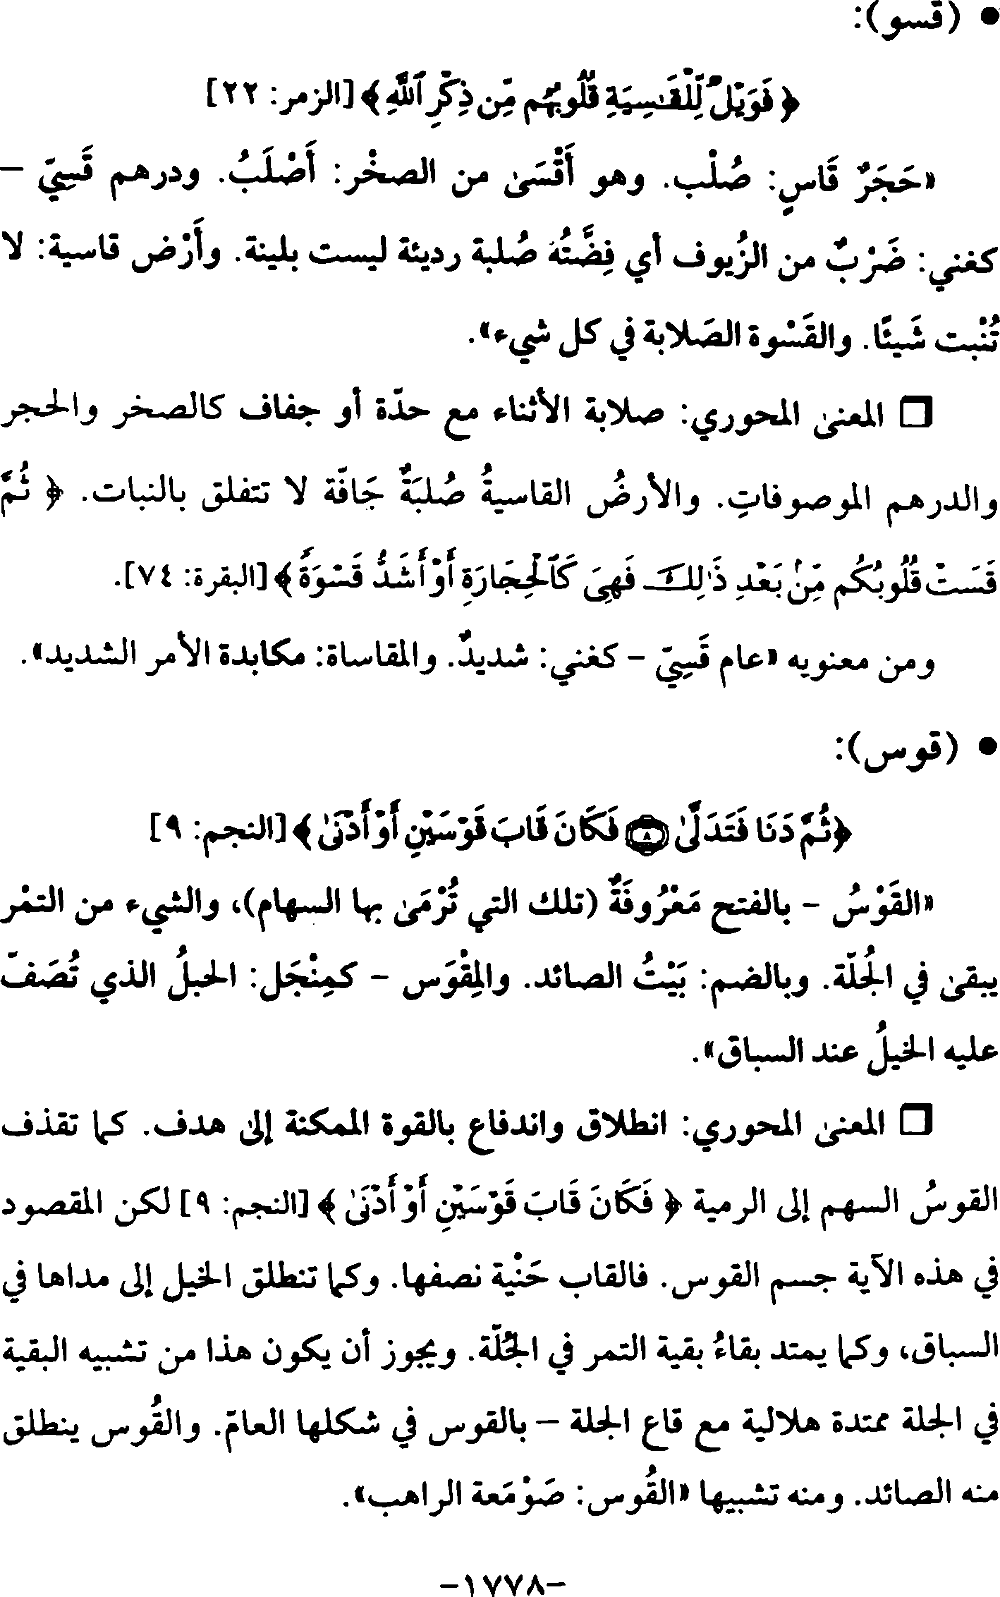 • (قسو):
﴿ فَوَيْلٌ لِّلْقَـٰسِيَةِ قُلُوبُهُم مِّن ذِكْرِ ٱللَّهِ ﴾ [الزمر: ٢٢]
«حَجَرٌ قَاسٍ: صُلْب. وهو أَقْسَىٰ من الصخْر: أَصْلَبُ. ودرهم قَسِيّ –
كغني: ضَرْبٌ من الزُيوف أي فِضَّتُهُ صُلبة رديئة ليست بلينة. وأَرْض قاسية: لا
تُنْبت شَيئًا. والقَسْوة الصَلابة في كل شيء».
❒ المعنىٰ المحوري: صلابة الأثناء مع حدّة أو جفاف كالصخر والحجر
والدرهم الموصوفاتِ. والأرضُ القاسيةُ صُلبَةٌ جَافّة لا تتفلق بالنبات. ﴿ ثُمَّ
قَسَتْ قُلُوبُكُم مِّنۢ بَعْدِ ذَٰلِكَ فَهِىَ كَٱلْحِجَارَةِ أَوْ أَشَدُّ قَسْوَةً ﴾ [البقرة: ٧٤].
ومن معنويه «عام قَسِيّ – كغني: شديدٌ. والمقاساة: مكابدة الأمر الشديد».
• (قوس):
﴿ ثُمَّ دَنَا فَتَدَلَّىٰ ۝٨ فَكَانَ قَابَ قَوْسَيْنِ أَوْ أَدْنَىٰ ﴾ [النجم: ٩]
«القَوْسُ – بالفتح مَعْرُوفَةٌ (تلك التي تُرْمَىٰ بها السهام)، والشيء من التمْر
يبقىٰ في الجُلّة. وبالضم: بَيْتُ الصائد. والمِقْوَس – كمِنْجَل: الحبلُ الذي تُصَفّ
عليه الخيلُ عند السباق».
❒ المعنىٰ المحوري: انطلاق واندفاع بالقوة الممكنة إلىٰ هدف. كما تقذف
القوسُ السهم إلى الرمية ﴿ فَكَانَ قَابَ قَوْسَيْنِ أَوْ أَدْنَىٰ ﴾ [النجم: ٩] لكن المقصود
في هذه الآية جسم القوس. فالقاب حَنْية نصفها. وكما تنطلق الخيل إلى مداها في
السباق، وكما يمتد بقاءُ بقية التمر في الجُلّة. ويجوز أن يكون هذا من تشبيه البقية
في الجلة ممتدة هلالية مع قاع الجلة – بالقوس في شكلها العامّ. والقُوس ينطلق
منه الصائد. ومنه تشبيها «القُوس: صَوْمَعة الراهب».
-١٧٧٨-